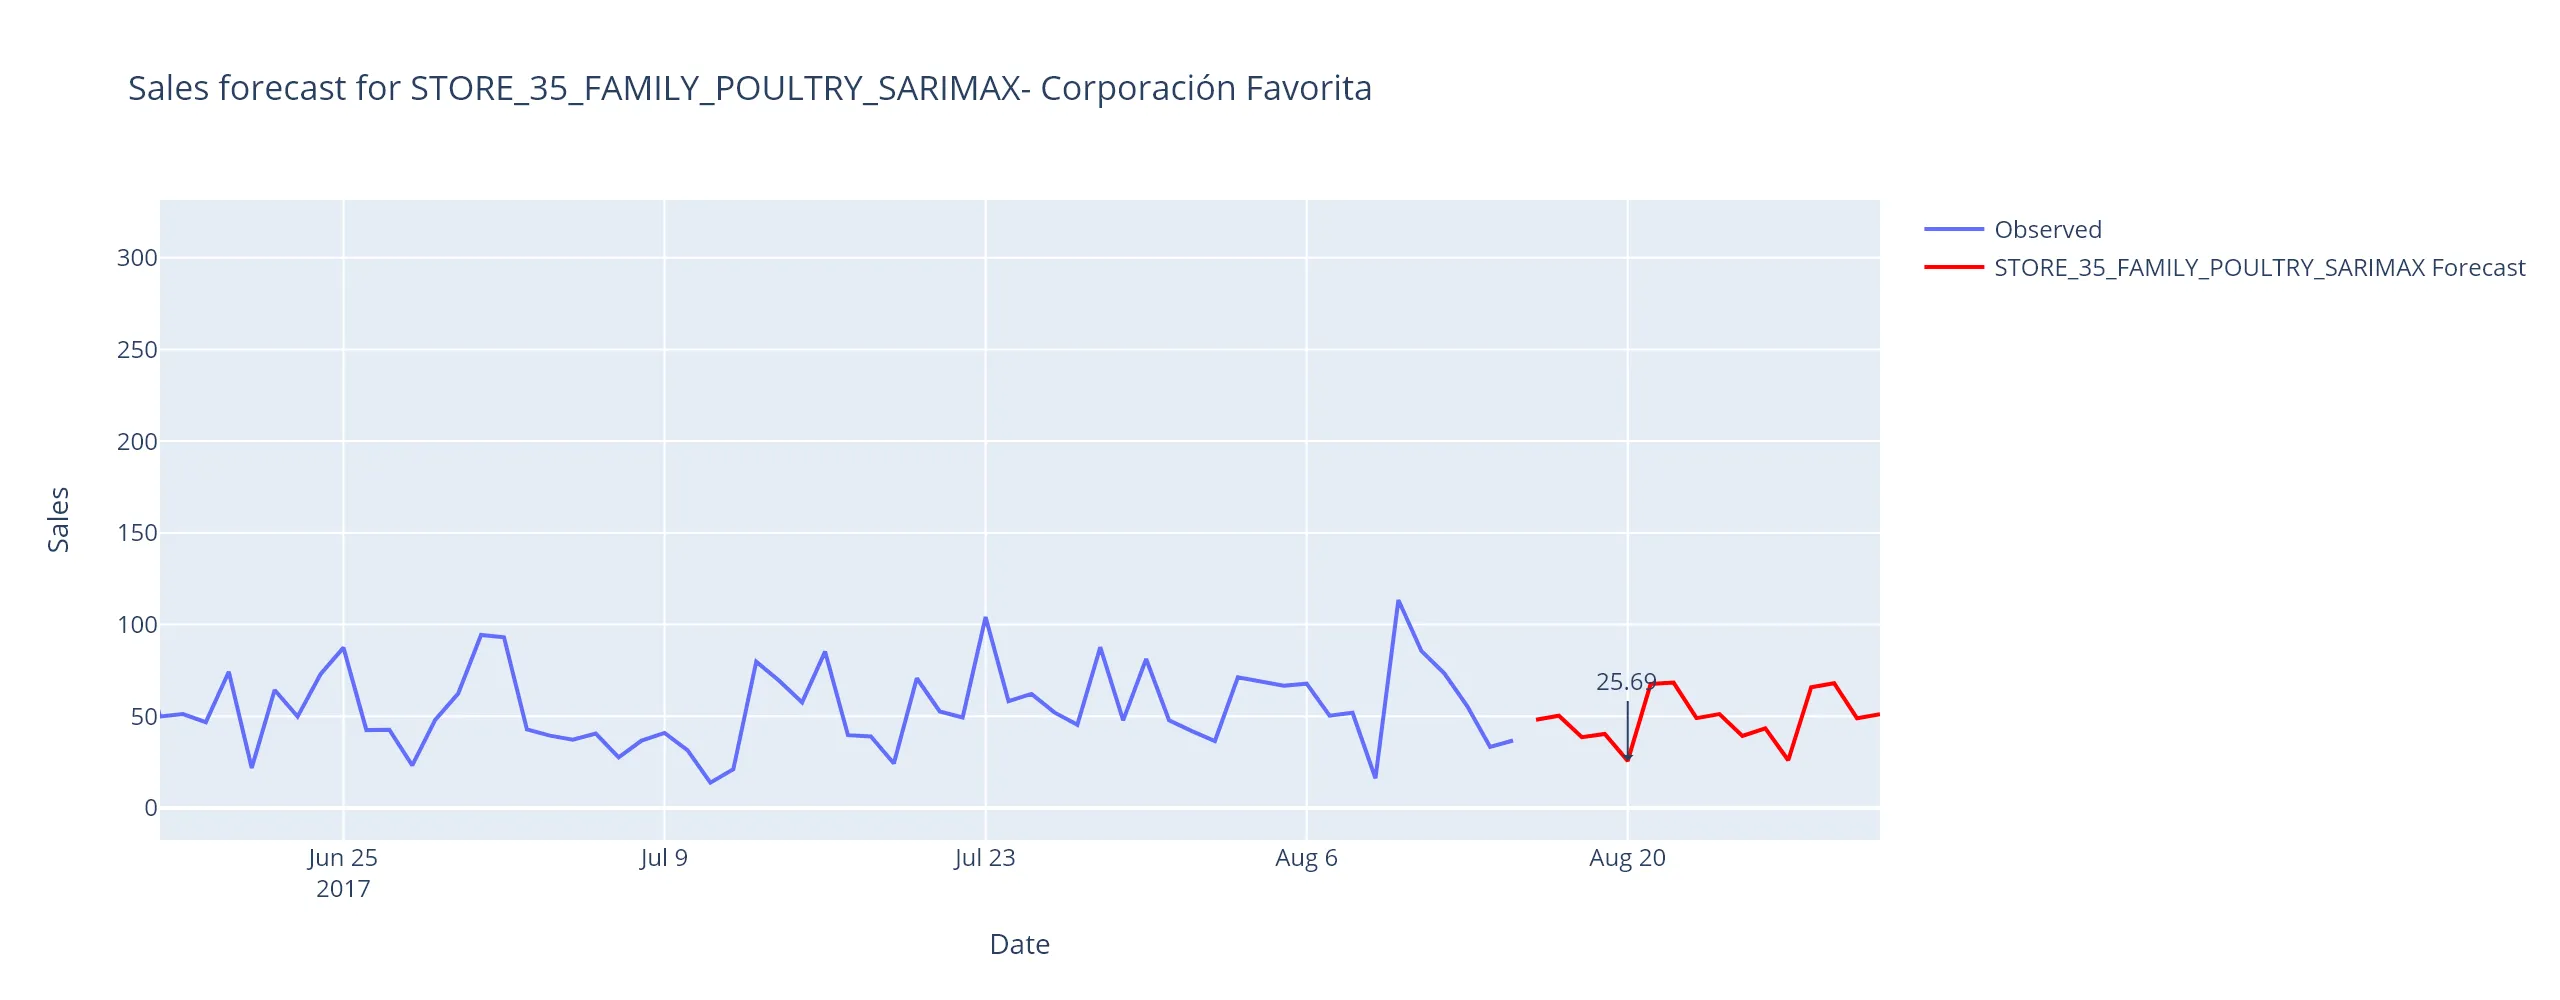 Sales forecast for STORE_35_FAMILY_POULTRY_SARIMAX- Corporación Favorita
Observed
STORE_35_FAMILY_POULTRY_SARIMAX Forecast
300
250
200
150
100
50
0
Sales
25.69
Jun 25
2017
Jul 9
Jul 23
Aug 6
Aug 20
Date